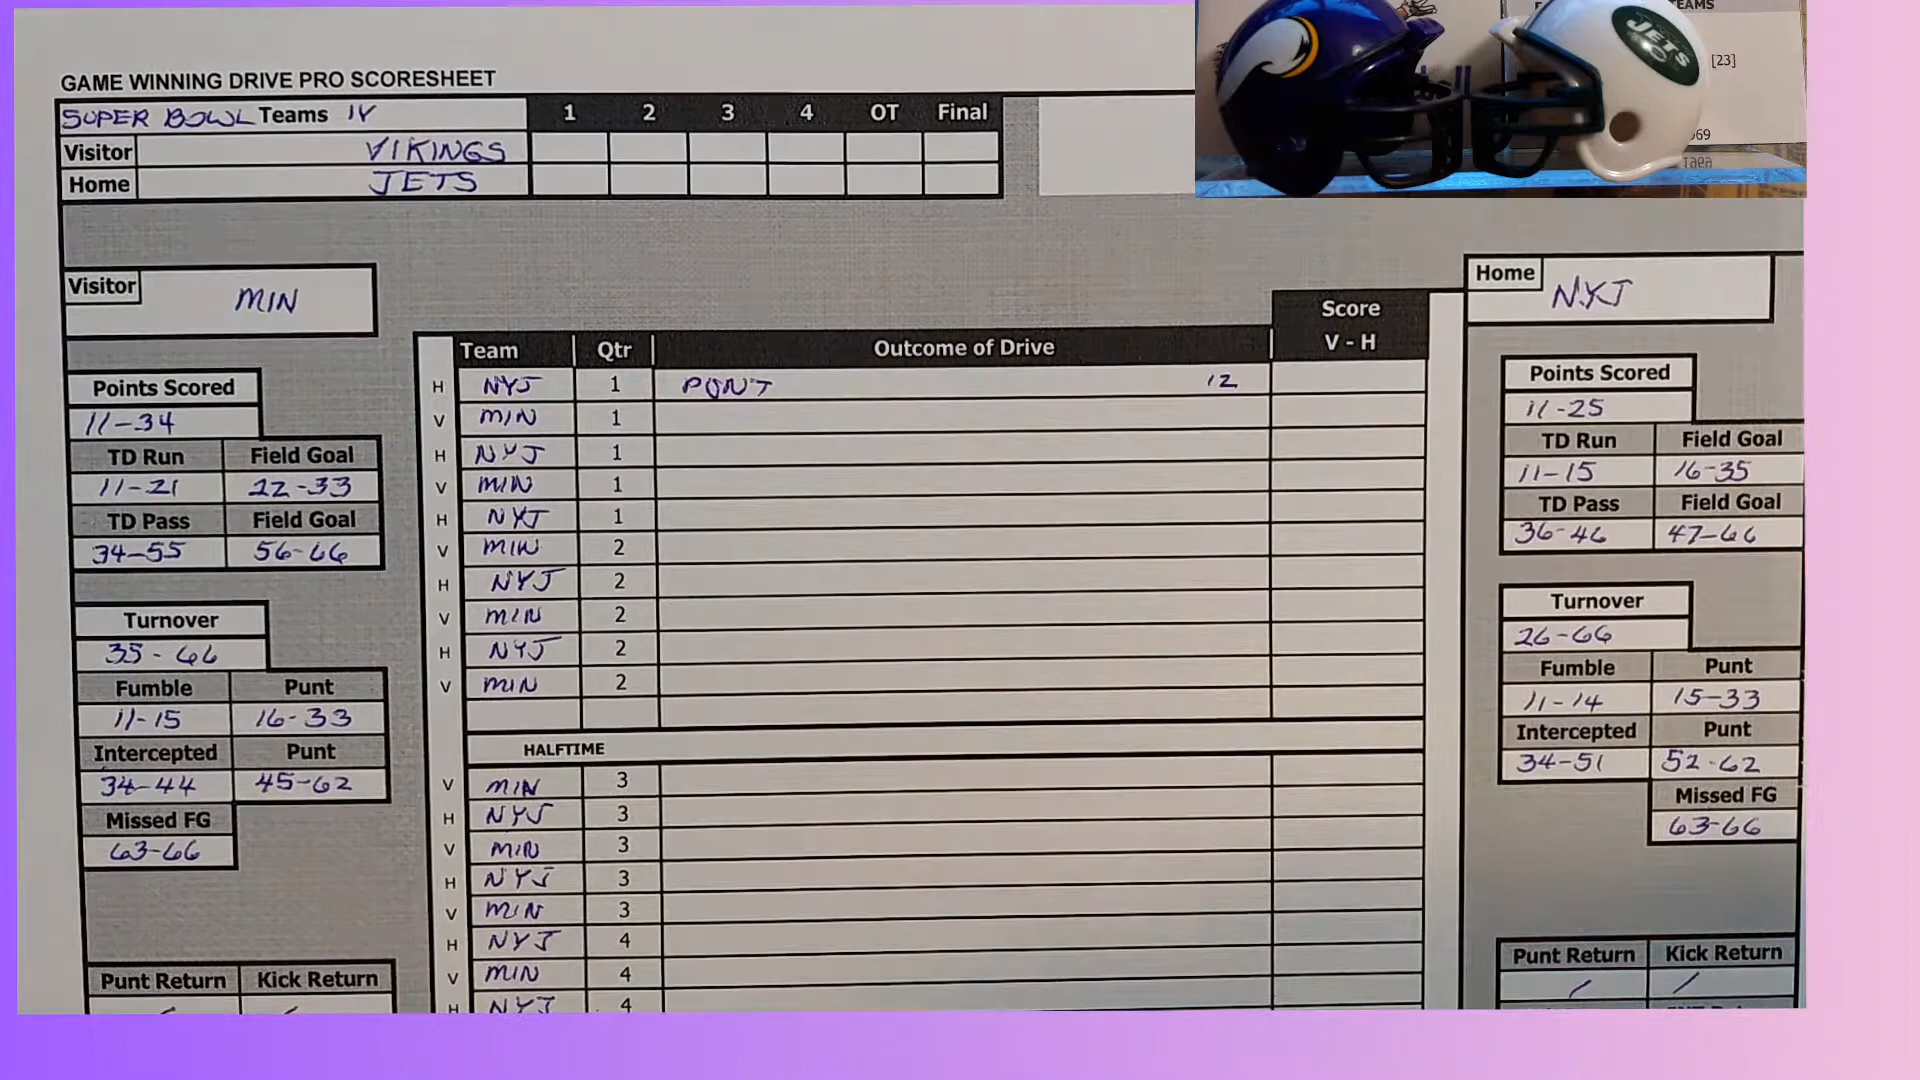 TEAMS
[23]
69
JETS
GAME WINNING DRIVE PRO SCORESHEET
SUPER BOWL Teams IV 1 2 3 4 OT Final
Visitor VIKINGS
Home JETS
Visitor MIN
Home NYJ
Points Scored
11-34
TD Run Field Goal
11-21 22-33
TD Pass Field Goal
34-55 56-66
Turnover
35-66
Fumble Punt
11-15 16-33
Intercepted Punt
34-44 45-62
Missed FG
63-66
Punt Return Kick Return
Score
Team Qtr Outcome of Drive V - H
H NYJ 1 PUNT 12
V MIN 1
H NYJ 1
V MIN 1
H NYJ 1
V MIN 2
H NYJ 2
V MIN 2
H NYJ 2
V MIN 2
HALFTIME
V MIN 3
H NYJ 3
V MIN 3
H NYJ 3
V MIN 3
H NYJ 4
V MIN 4
H NYJ 4
Points Scored
11-25
TD Run Field Goal
11-15 16-35
TD Pass Field Goal
36-46 47-66
Turnover
26-66
Fumble Punt
11-14 15-33
Intercepted Punt
34-51 52-62
Missed FG
63-66
Punt Return Kick Return
/ /